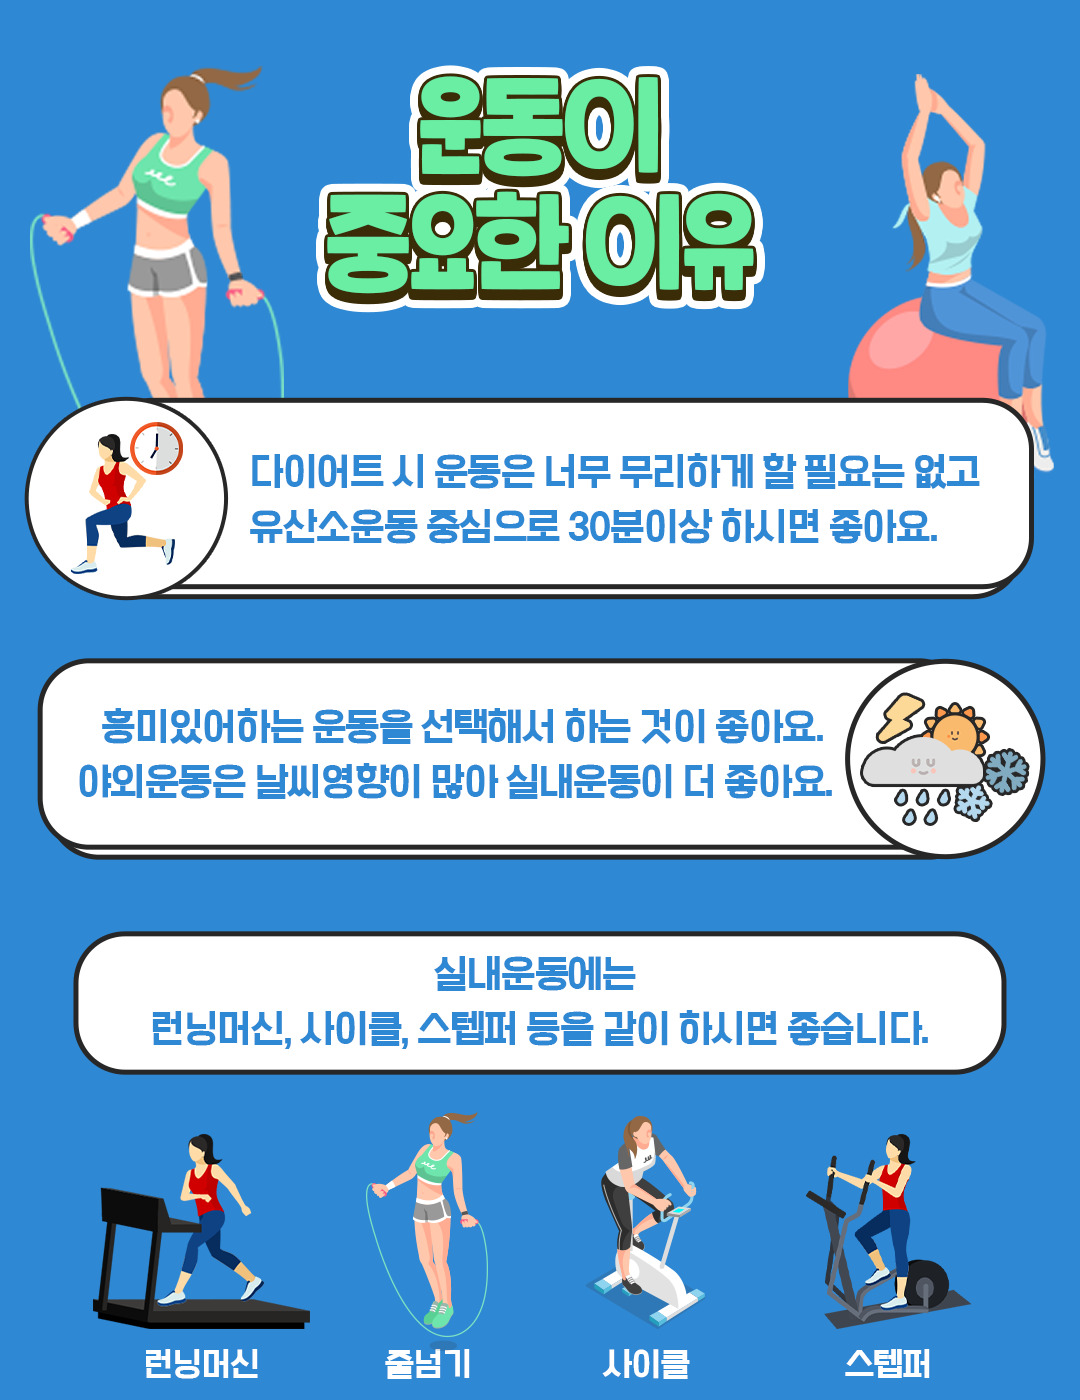 운동이
중요한 이유
다이어트 시 운동은 너무 무리하게 할 필요는 없고
유산소운동 중심으로 30분이상 하시면 좋아요.
흥미있어하는 운동을 선택해서 하는 것이 좋아요.
야외운동은 날씨영향이 많아 실내운동이 더 좋아요.
실내운동에는
런닝머신, 사이클, 스텝퍼 등을 같이 하시면 좋습니다.
런닝머신
줄넘기
사이클
스텝퍼